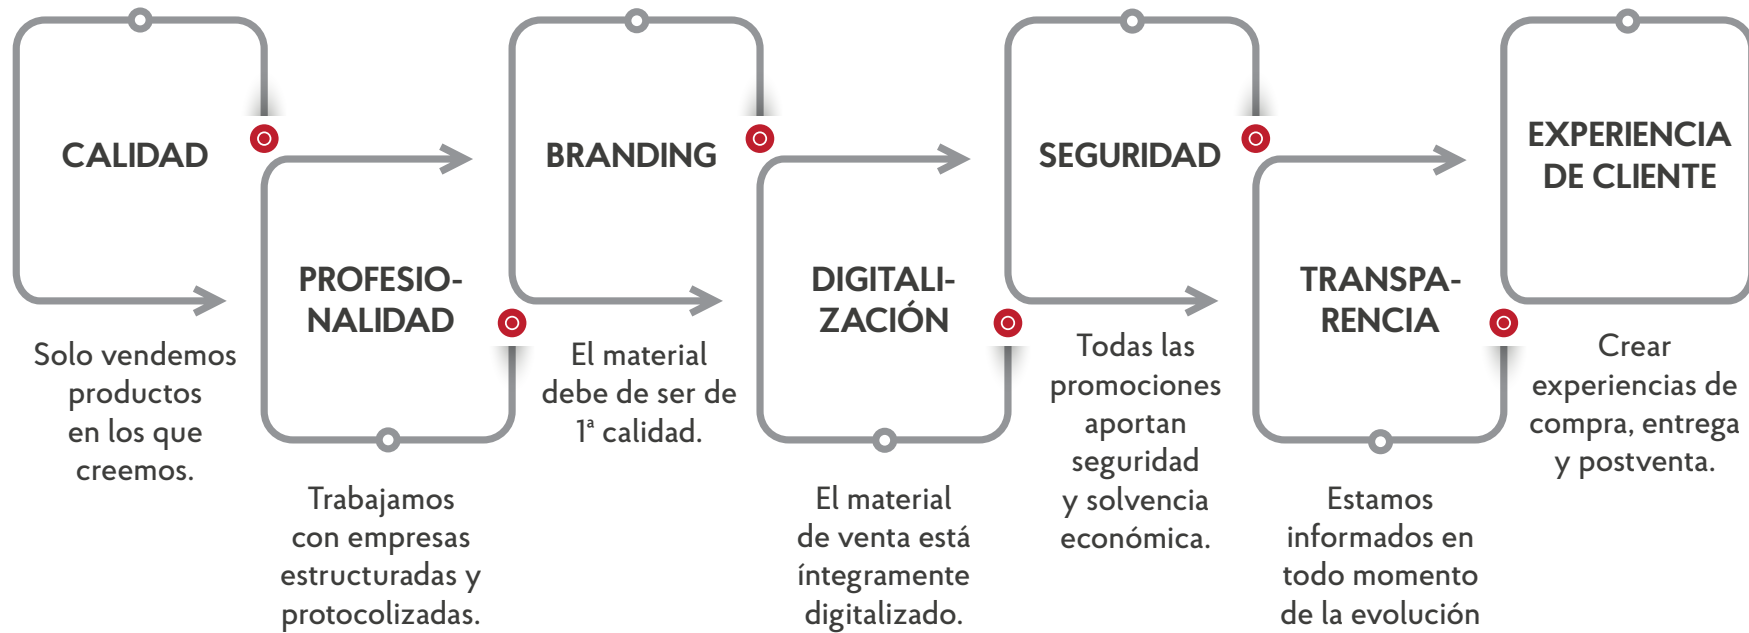 CALIDAD
Solo vendemos
productos
en los que
creemos.
PROFESIO-
NALIDAD
Trabajamos
con empresas
estructuradas y
protocolizadas.
BRANDING
El material
debe de ser de
1ª calidad.
DIGITALI-
ZACIÓN
El material
de venta está
íntegramente
digitalizado.
SEGURIDAD
Todas las
promociones
aportan
seguridad
y solvencia
económica.
TRANSPA-
RENCIA
Estamos
informados en
todo momento
de la evolución
EXPERIENCIA
DE CLIENTE
Crear
experiencias de
compra, entrega
y postventa.